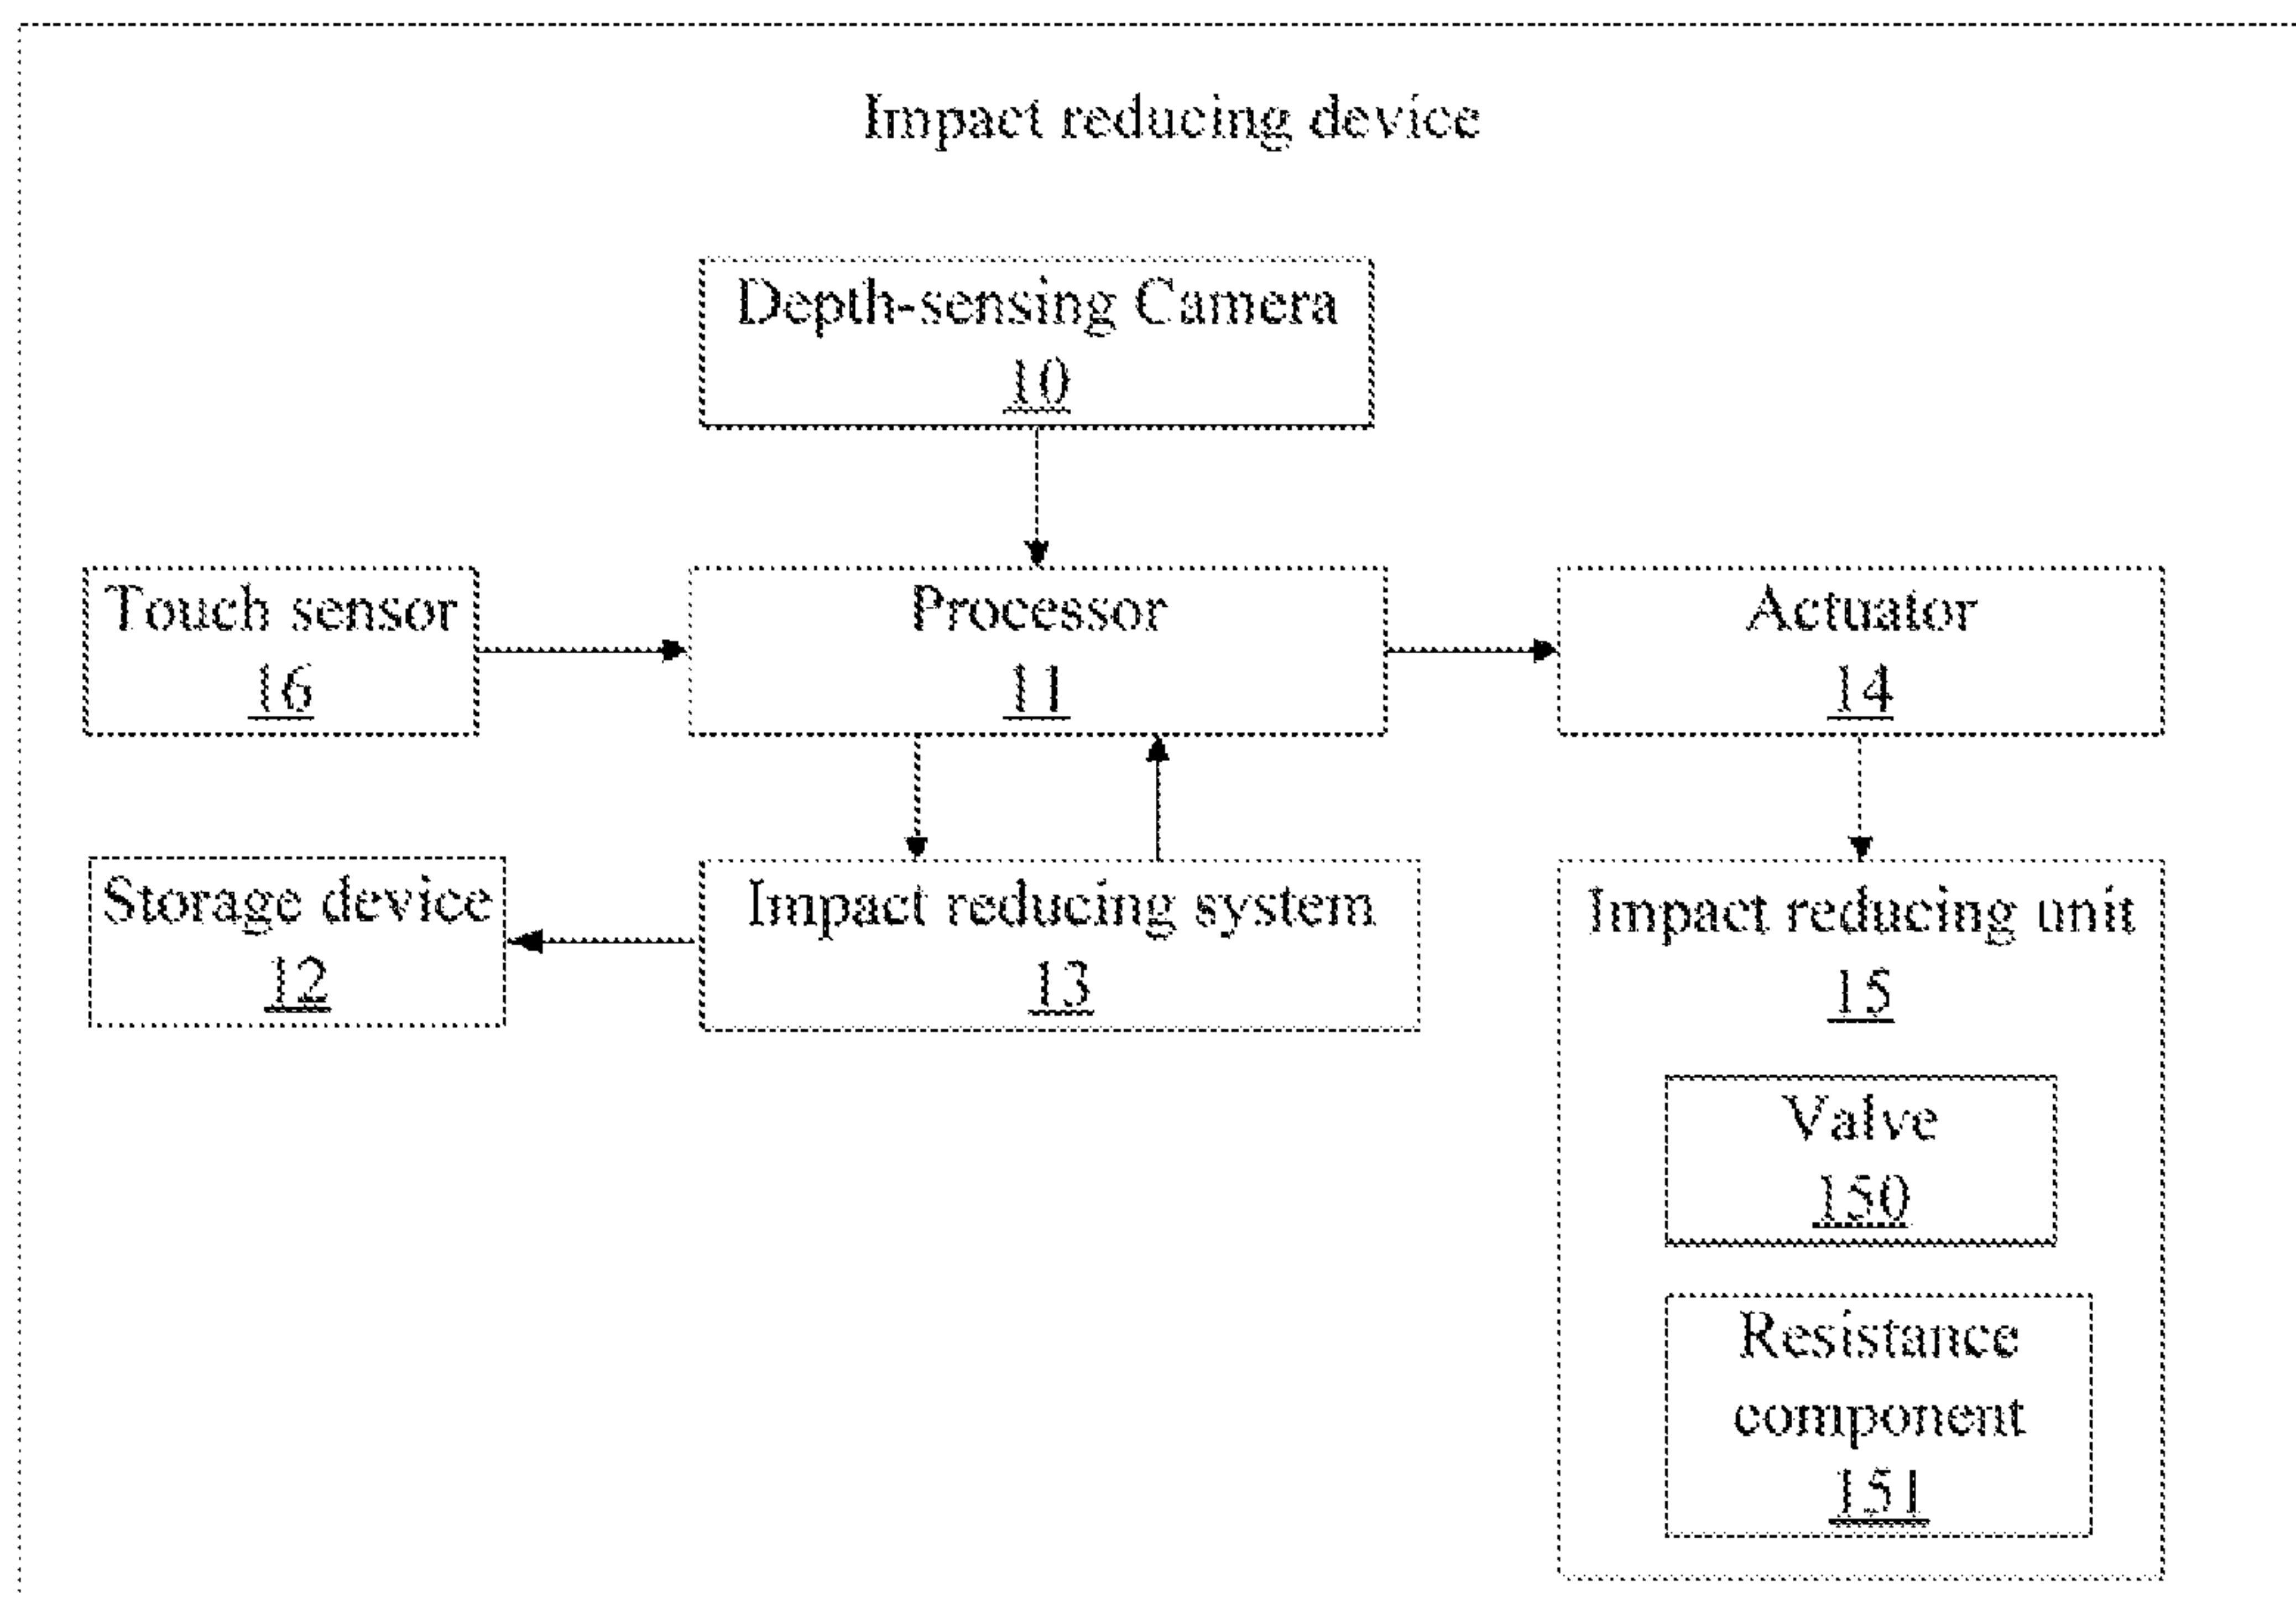 Impact reducing device
Depth-sensing Camera
10
Touch sensor
16
Processor
11
Actuator
14
Storage device
12
Impact reducing system
13
Impact reducing unit
15
Valve
150
Resistance
component
151